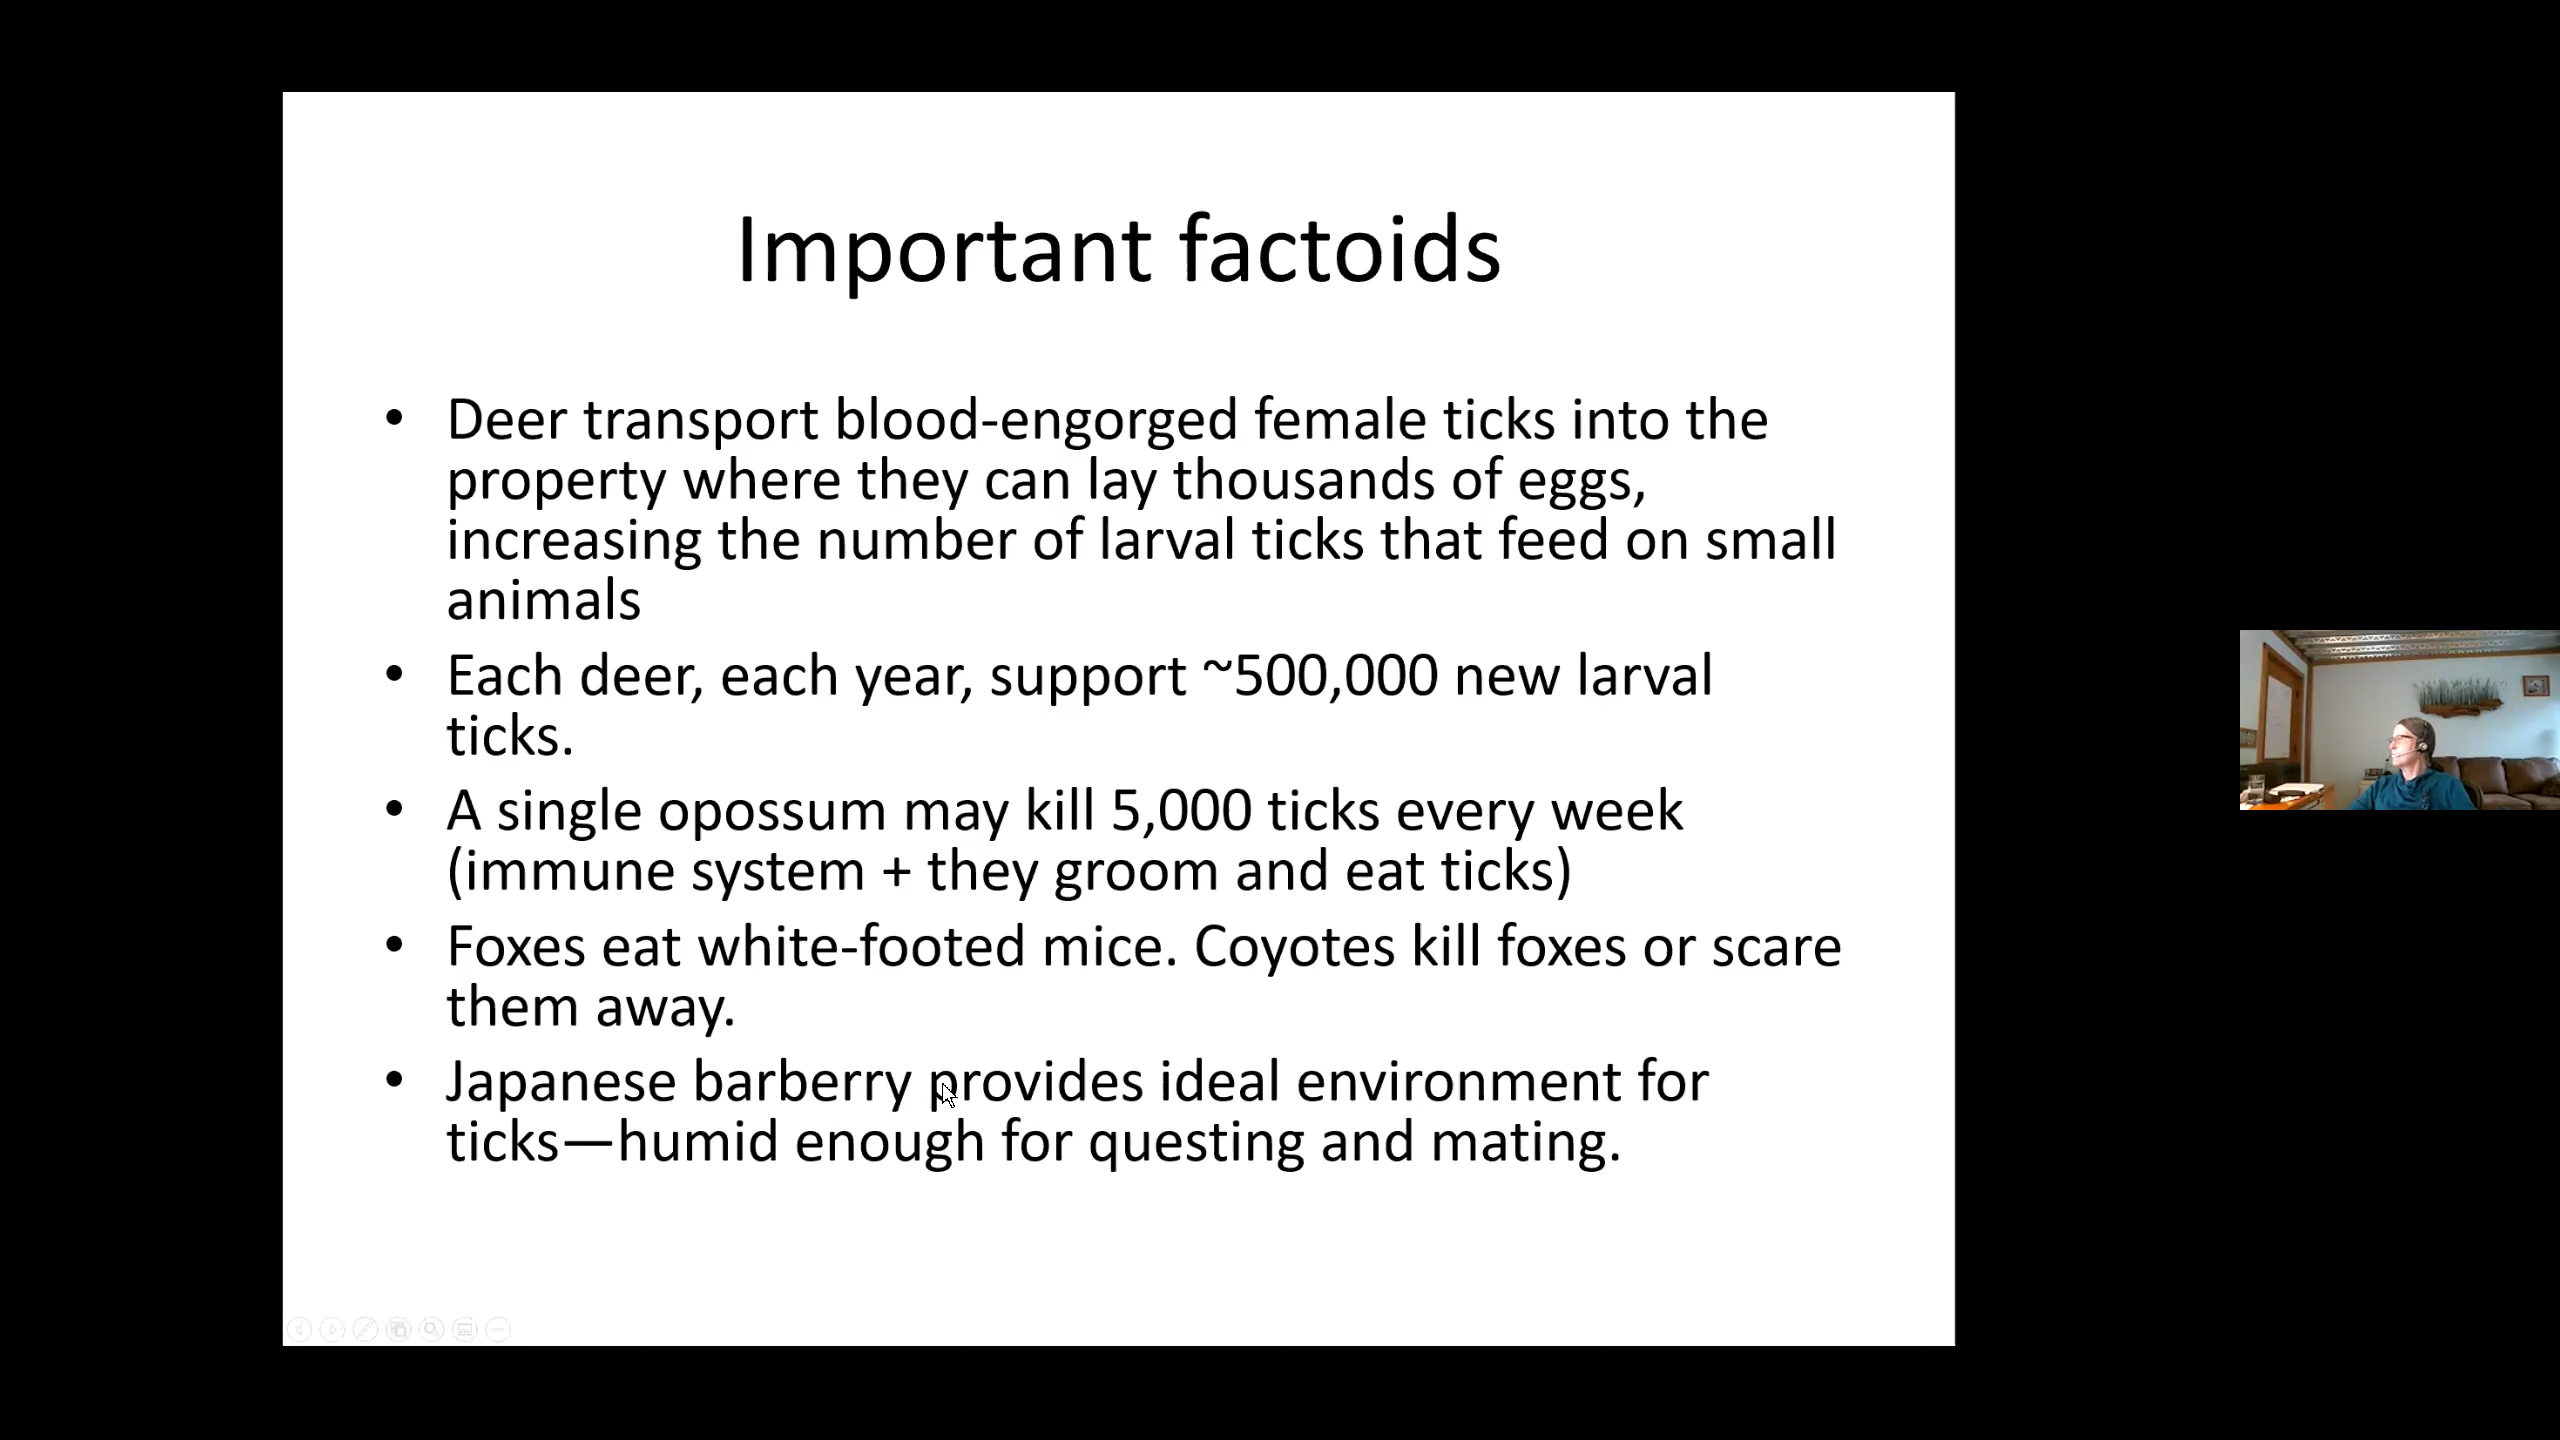 Important factoids
• Deer transport blood-engorged female ticks into the
property where they can lay thousands of eggs,
increasing the number of larval ticks that feed on small
animals
• Each deer, each year, support ~500,000 new larval
ticks.
• A single opossum may kill 5,000 ticks every week
(immune system + they groom and eat ticks)
• Foxes eat white-footed mice. Coyotes kill foxes or scare
them away.
• Japanese barberry provides ideal environment for
ticks—humid enough for questing and mating.